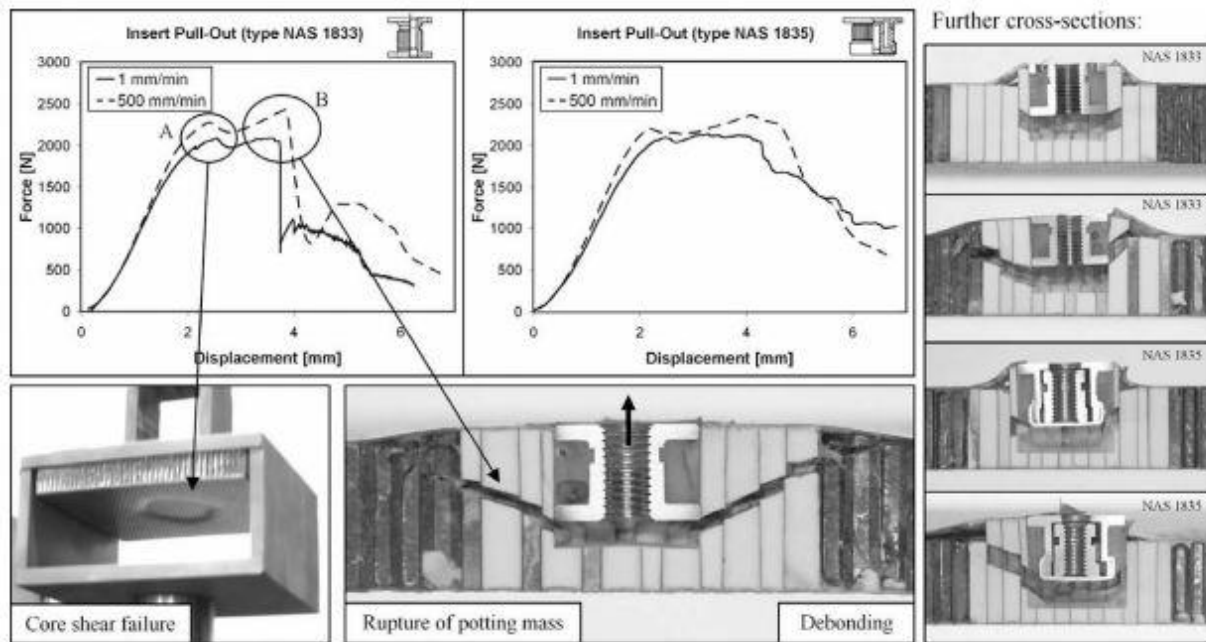 Insert Pull-Out (type NAS 1833)
3000
2500
2000
1500
1000
500
0
Force [N]
1 mm/min
500 mm/min
A
B
0 2 4 6
Displacement [mm]
Insert Pull-Out (type NAS 1835)
3000
2500
2000
1500
1000
500
0
Force [N]
1 mm/min
500 mm/min
0 2 4 6
Displacement [mm]
Further cross-sections:
NAS 1833
NAS 1833
NAS 1835
NAS 1835
Core shear failure
Rupture of potting mass
Debonding